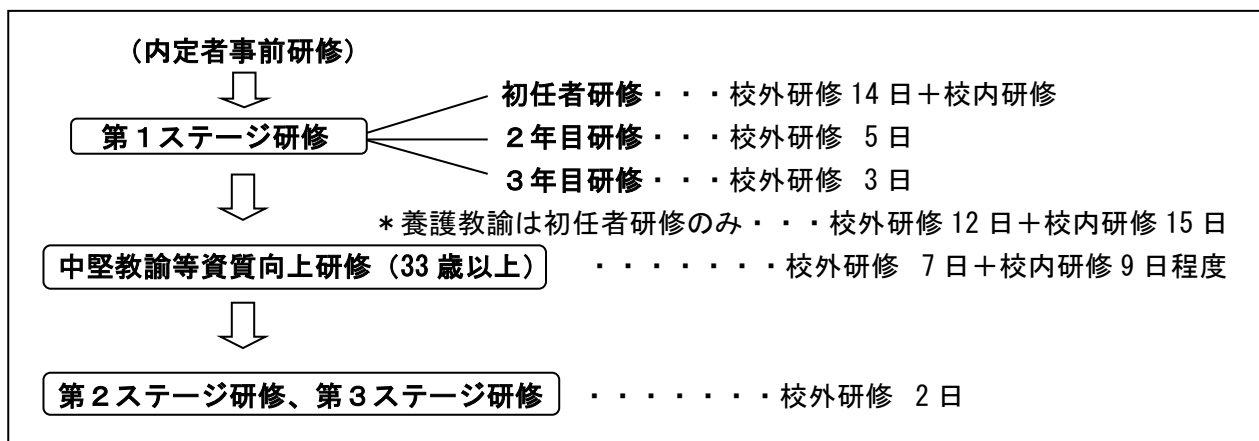 （内定者事前研修）
初任者研修・・・校外研修 14 日＋校内研修
第１ステージ研修
２年目研修・・・校外研修 5 日
３年目研修・・・校外研修 3 日
＊養護教諭は初任者研修のみ・・・校外研修 12 日＋校内研修 15 日
中堅教諭等資質向上研修（33 歳以上） ・・・・・・・校外研修 7 日＋校内研修 9 日程度
第２ステージ研修、第３ステージ研修 ・・・・・・・校外研修 2 日